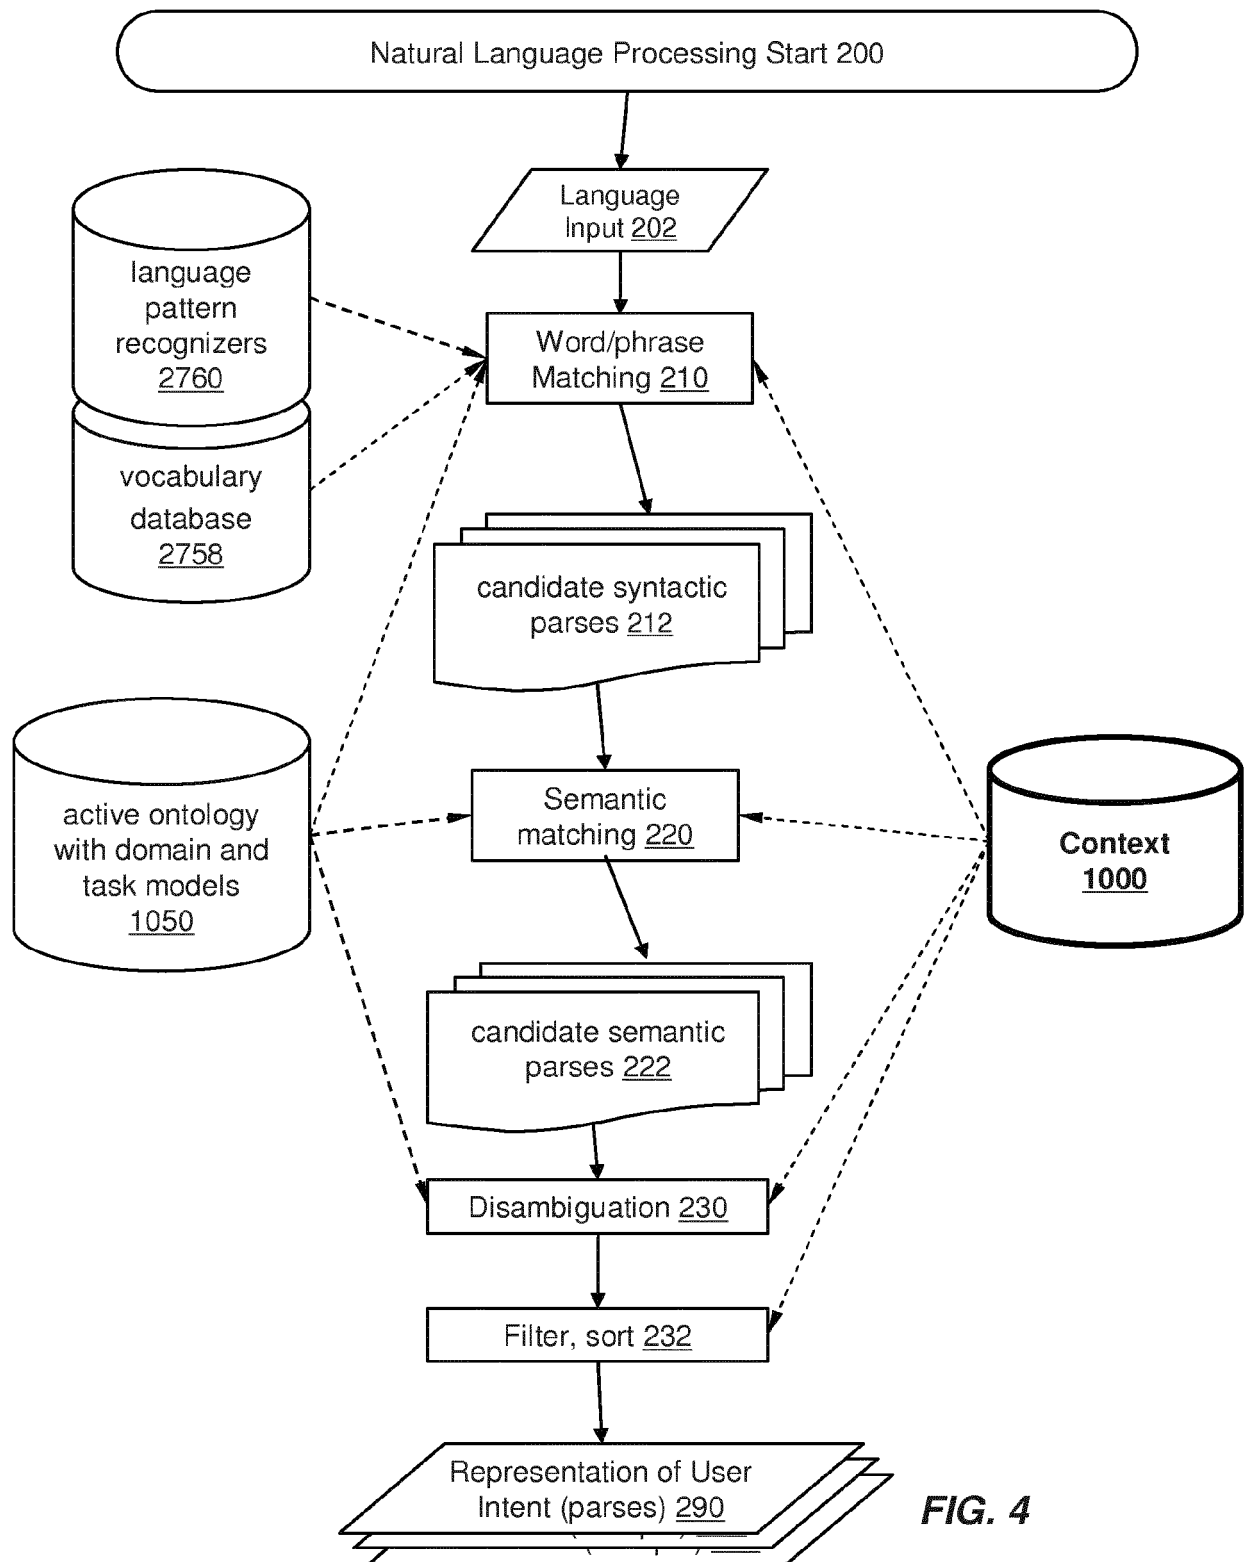 Natural Language Processing Start 200
Language
Input 202
language
pattern
recognizers
2760
Word/phrase
Matching 210
vocabulary
database
2758
candidate syntactic
parses 212
active ontology
with domain and
task models
1050
Semantic
matching 220
Context
1000
candidate semantic
parses 222
Disambiguation 230
Filter, sort 232
Representation of User
Intent (parses) 290
FIG. 4